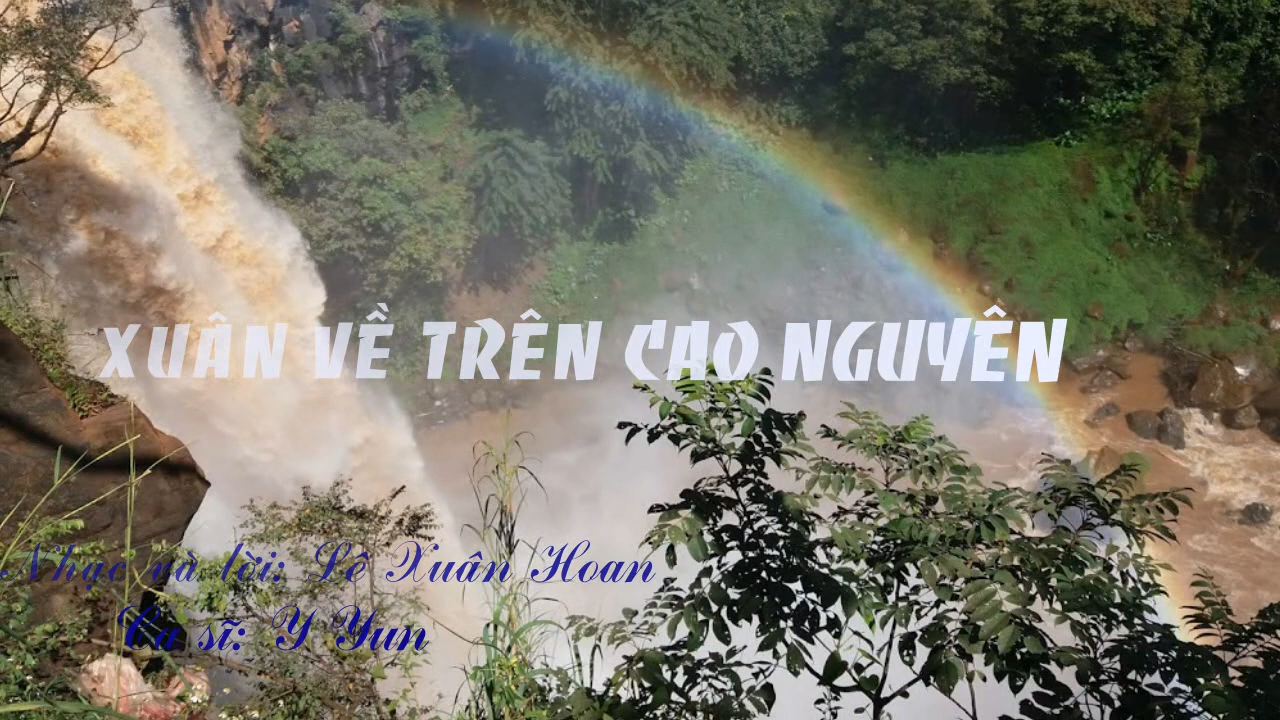 XUÂN VỀ TRÊN CAO NGUYÊN
Nhạc và lời: Lê Xuân Hoan
Ca sĩ: Y Yun